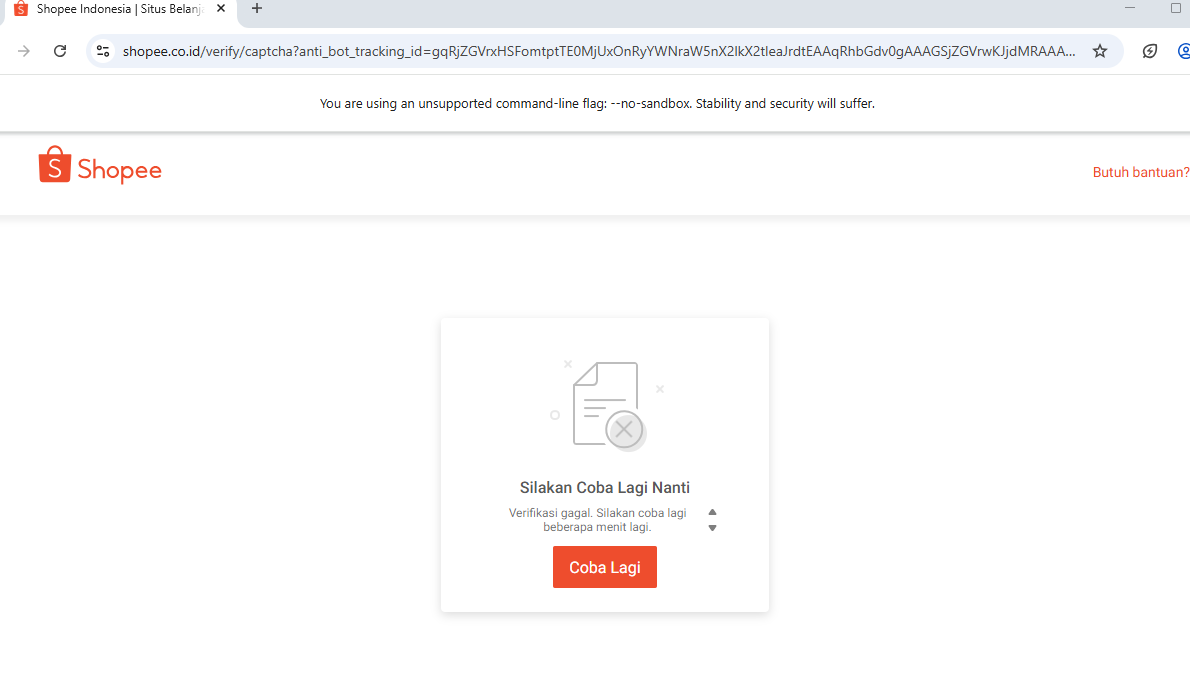 Shopee Indonesia | Situs Belanj
shopee.co.id/verify/captcha?anti_bot_tracking_id=gqRjZGVrxHSFomtptTE0MjUxOnRyYWNraW5nX2lkX2tleaJrdtEAAqRhbGdv0gAAAGSjZGVrwKJjdMRAAA...
You are using an unsupported command-line flag: --no-sandbox. Stability and security will suffer.
Shopee
Butuh bantuan?
Silakan Coba Lagi Nanti
Verifikasi gagal. Silakan coba lagi
beberapa menit lagi.
Coba Lagi